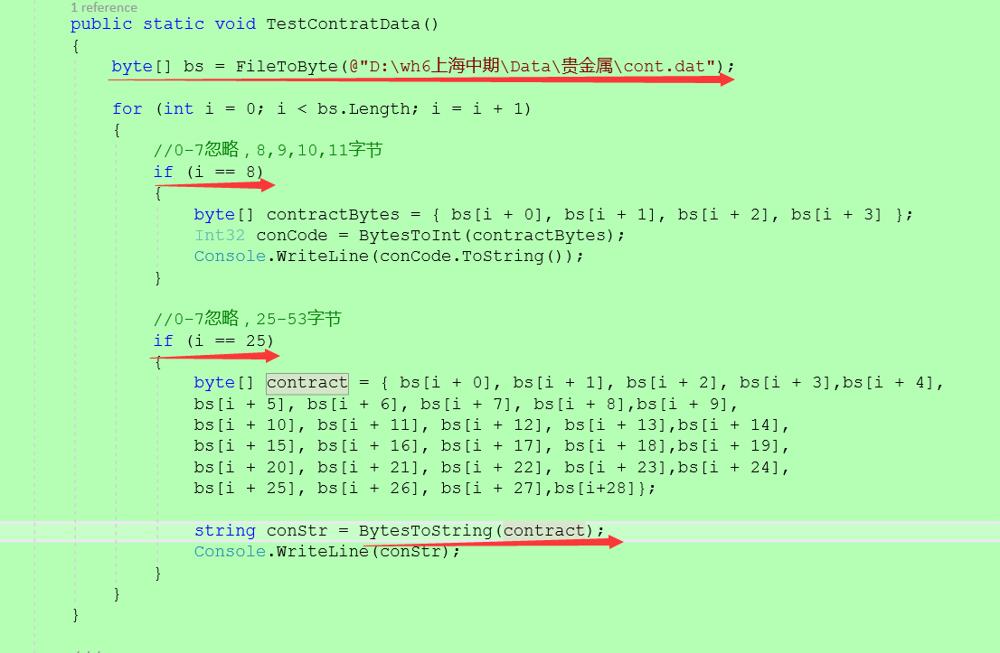 1 reference
public static void TestContratData()
{
byte[] bs = FileToByte(@"D:\wh6上海中期\Data\贵金属\cont.dat");
for (int i = 0; i < bs.Length; i = i + 1)
{
//0-7忽略，8,9,10,11字节
if (i == 8)
{
byte[] contractBytes = { bs[i + 0], bs[i + 1], bs[i + 2], bs[i + 3] };
Int32 conCode = BytesToInt(contractBytes);
Console.WriteLine(conCode.ToString());
}
//0-7忽略，25-53字节
if (i == 25)
{
byte[] contract = { bs[i + 0], bs[i + 1], bs[i + 2], bs[i + 3],bs[i + 4],
bs[i + 5], bs[i + 6], bs[i + 7], bs[i + 8],bs[i + 9],
bs[i + 10], bs[i + 11], bs[i + 12], bs[i + 13],bs[i + 14],
bs[i + 15], bs[i + 16], bs[i + 17], bs[i + 18],bs[i + 19],
bs[i + 20], bs[i + 21], bs[i + 22], bs[i + 23],bs[i + 24],
bs[i + 25], bs[i + 26], bs[i + 27],bs[i+28]};
string conStr = BytesToString(contract);
Console.WriteLine(conStr);
}
}
}